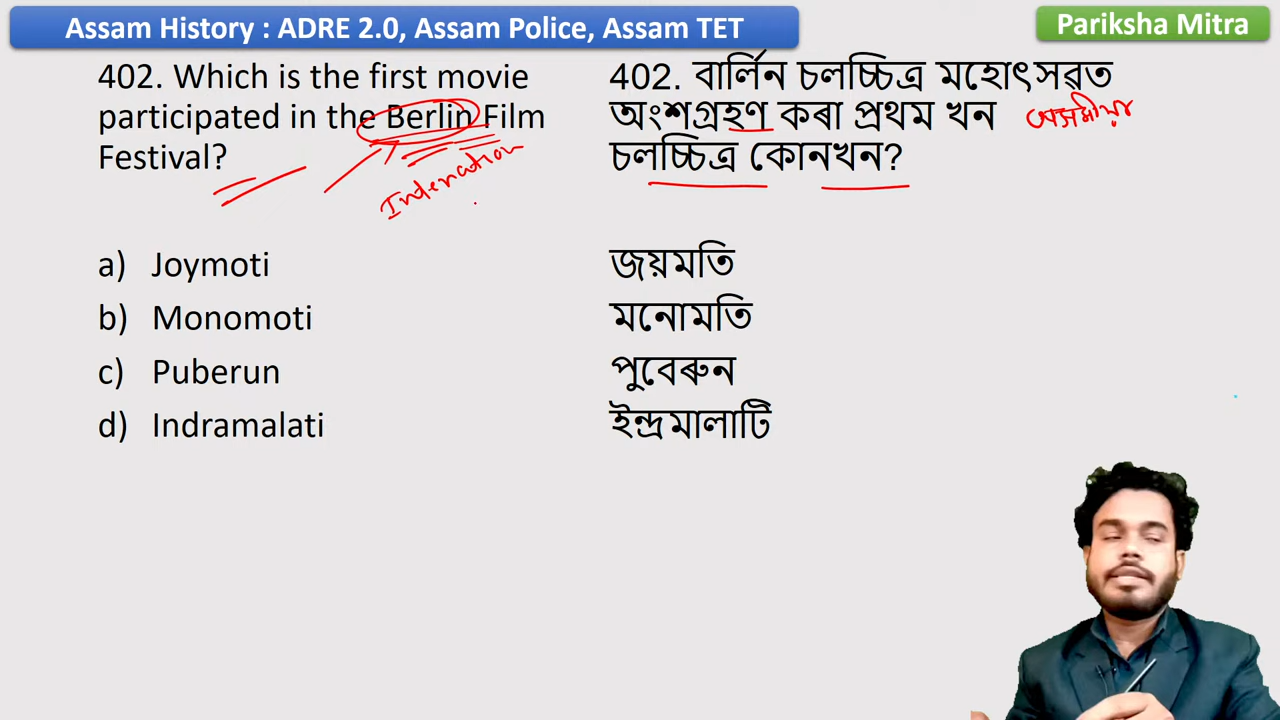 Assam History : ADRE 2.0, Assam Police, Assam TET
Pariksha Mitra
402. Which is the first movie
participated in the Berlin Film
Festival?
Indenation
402. বাৰ্লিন চলচ্চিত্ৰ মহোৎসৱত
অংশগ্ৰহণ কৰা প্ৰথম খন
অসমীয়া
চলচ্চিত্ৰ কোনখন?
a) Joymoti
b) Monomoti
c) Puberun
d) Indramalati
জয়মতি
মনোমতি
পুবেৰুন
ইন্দ্ৰমালাটি